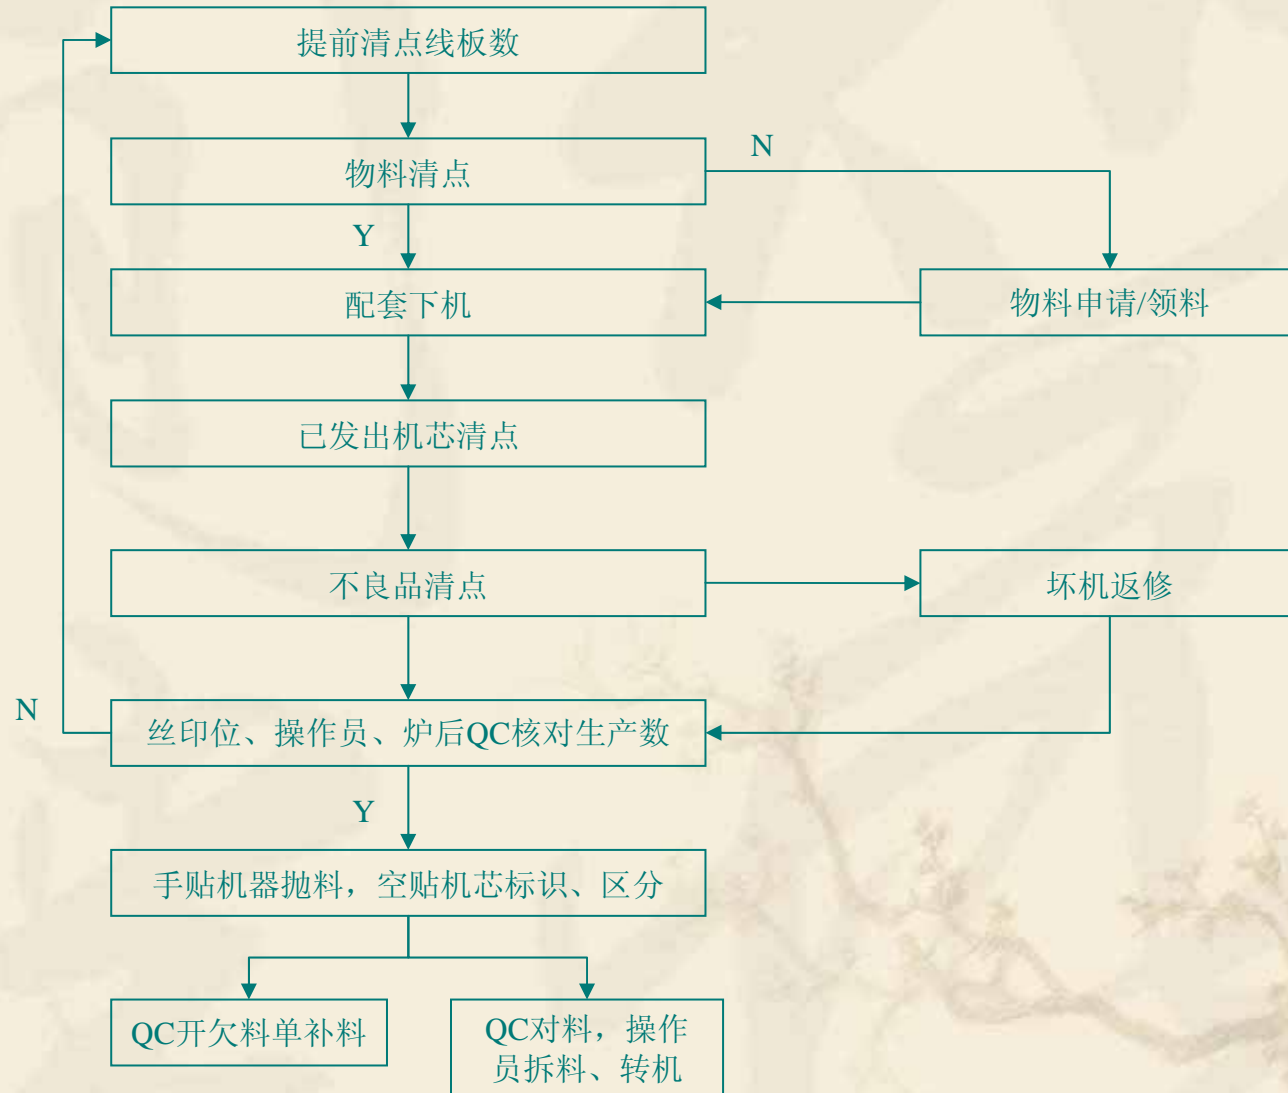 提前清点线板数
物料清点
N
Y
配套下机
物料申请/领料
已发出机芯清点
不良品清点
坏机返修
N
丝印位、操作员、炉后QC核对生产数
Y
手贴机器抛料，空贴机芯标识、区分
QC开欠料单补料
QC对料，操作
员拆料、转机